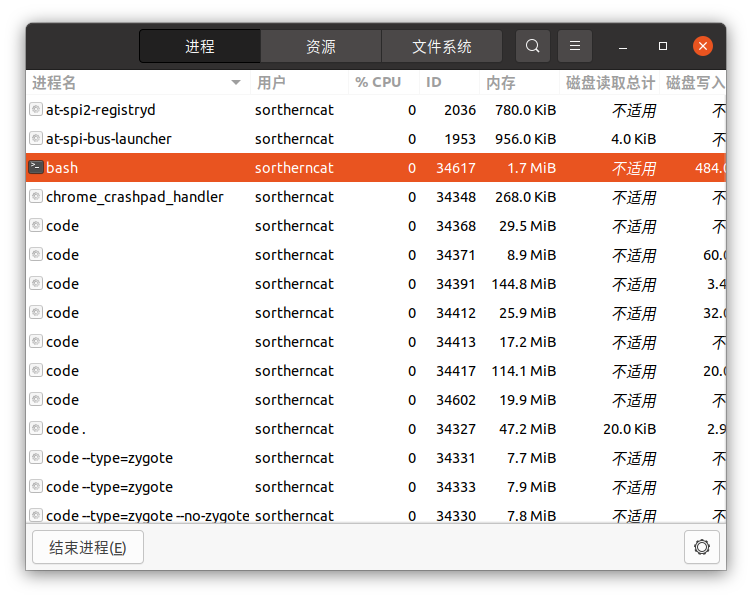 进程 资源 文件系统
进程名 用户 % CPU ID 内存 磁盘读取总计 磁盘写入
at-spi2-registryd sortherncat 0 2036 780.0 KiB 不适用 不
at-spi-bus-launcher sortherncat 0 1953 956.0 KiB 4.0 KiB 不
bash sortherncat 0 34617 1.7 MiB 不适用 484.0
chrome_crashpad_handler sortherncat 0 34348 268.0 KiB 不适用 不
code sortherncat 0 34368 29.5 MiB 不适用 不
code sortherncat 0 34371 8.9 MiB 不适用 60.0
code sortherncat 0 34391 144.8 MiB 不适用 3.4
code sortherncat 0 34412 25.9 MiB 不适用 32.0
code sortherncat 0 34413 17.2 MiB 不适用 不
code sortherncat 0 34417 114.1 MiB 不适用 20.0
code sortherncat 0 34602 19.9 MiB 不适用 不
code . sortherncat 0 34327 47.2 MiB 20.0 KiB 2.9
code --type=zygote sortherncat 0 34331 7.7 MiB 不适用 不
code --type=zygote sortherncat 0 34333 7.9 MiB 不适用 不
code --type=zygote --no-zygote sortherncat 0 34330 7.8 MiB 不适用 不
结束进程(E)